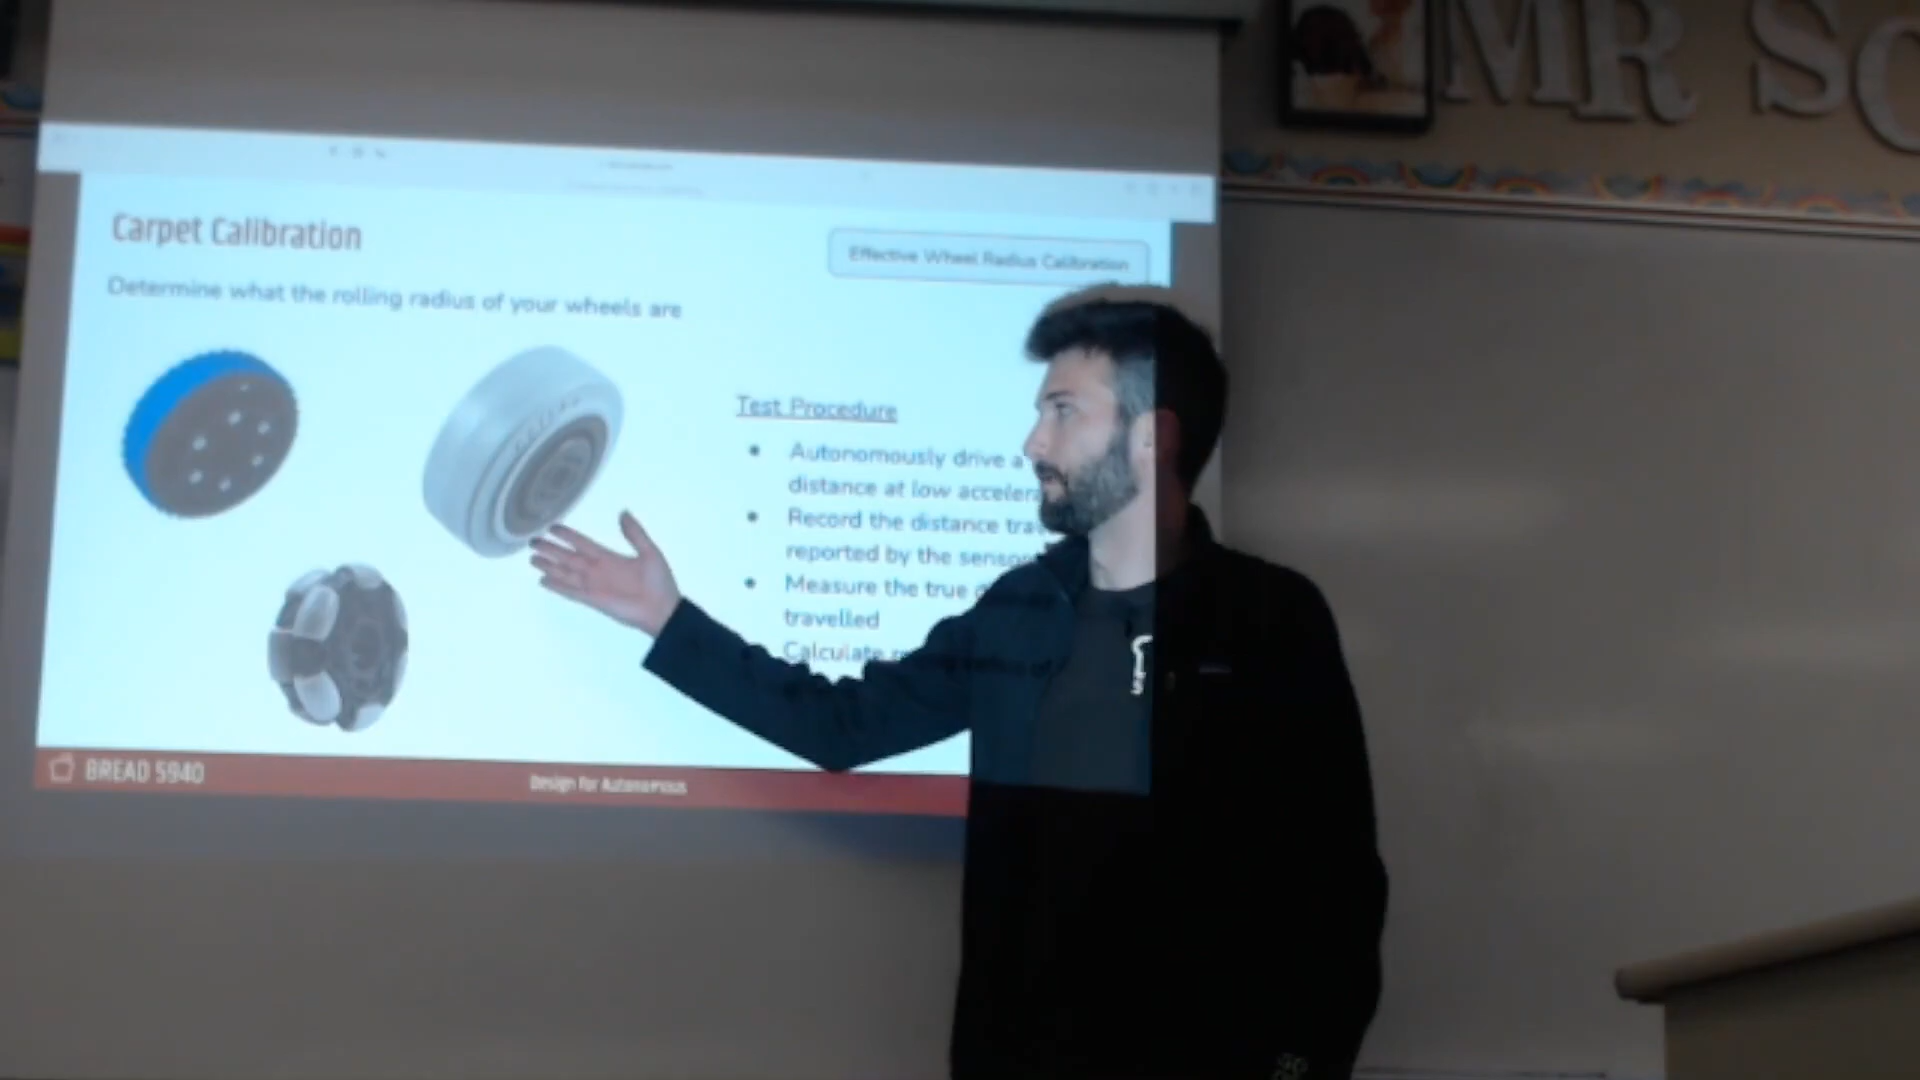 MR SC
Carpet Calibration
Effective Wheel Radius Calibration
Determine what the rolling radius of your wheels are
Test Procedure
Autonomously drive a
distance at low accelera
Record the distance tra
reported by the sensor
Measure the true
travelled
Calculate
BREAD 5940
Design for Autonomous